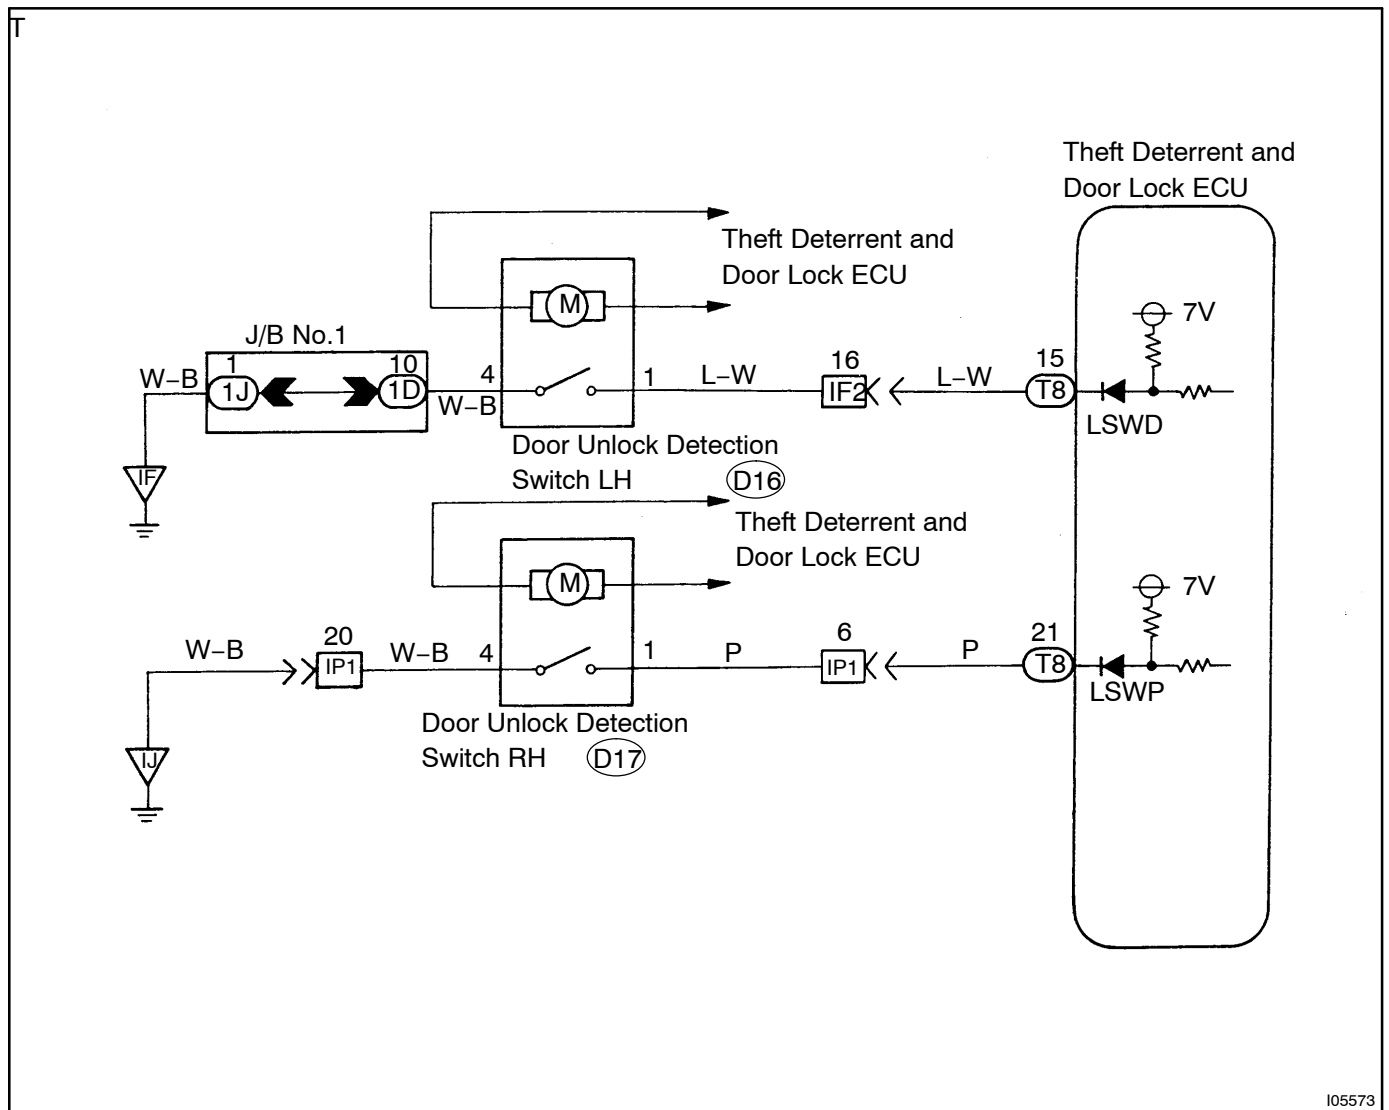 T
Theft Deterrent and
Door Lock ECU
Theft Deterrent and
Door Lock ECU
M
7V
J/B No.1
1
10
W–B
1J
1D
4
W–B
1
L–W
16
IF2
L–W
15
T8
LSWD
Door Unlock Detection
Switch LH
D16
IF
Theft Deterrent and
Door Lock ECU
M
7V
W–B
20
IP1
W–B
4
1
P
6
IP1
P
21
T8
LSWP
Door Unlock Detection
Switch RH
D17
IJ
I05573